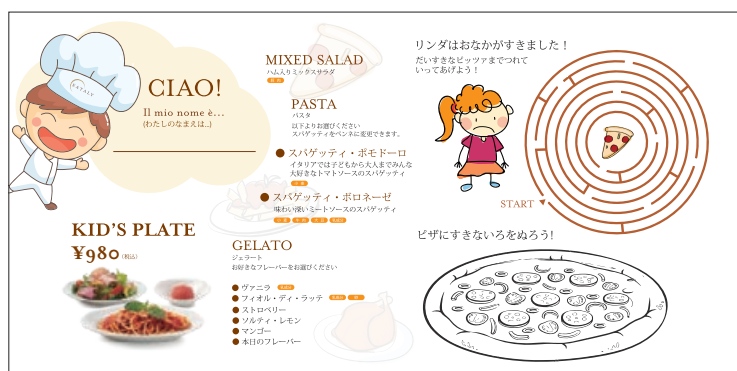 EATALY
CIAO!
Il mio nome è...
(わたしのなまえは...)
KID'S PLATE
¥980 (税込)
MIXED SALAD
ハム入りミックスサラダ
PASTA
パスタ
以下よりお選びください
スパゲッティをペンネに変更できます。
● スパゲッティ・ポモドーロ
イタリアでは子どもから大人までみんな
大好きなトマトソースのスパゲッティ
● スパゲッティ・ボロネーゼ
味わい深いミートソースのスパゲッティ
GELATO
ジェラート
お好きなフレーバーをお選びください
● ヴァニラ
● フィオル・ディ・ラッテ
● ストロベリー
● ソルティ・レモン
● マンゴー
● 本日のフレーバー
リンダはおなかがすきました！
だいすきなピッツァまでつれて
いってあげよう！
START
ピザにすきないろをぬろう!